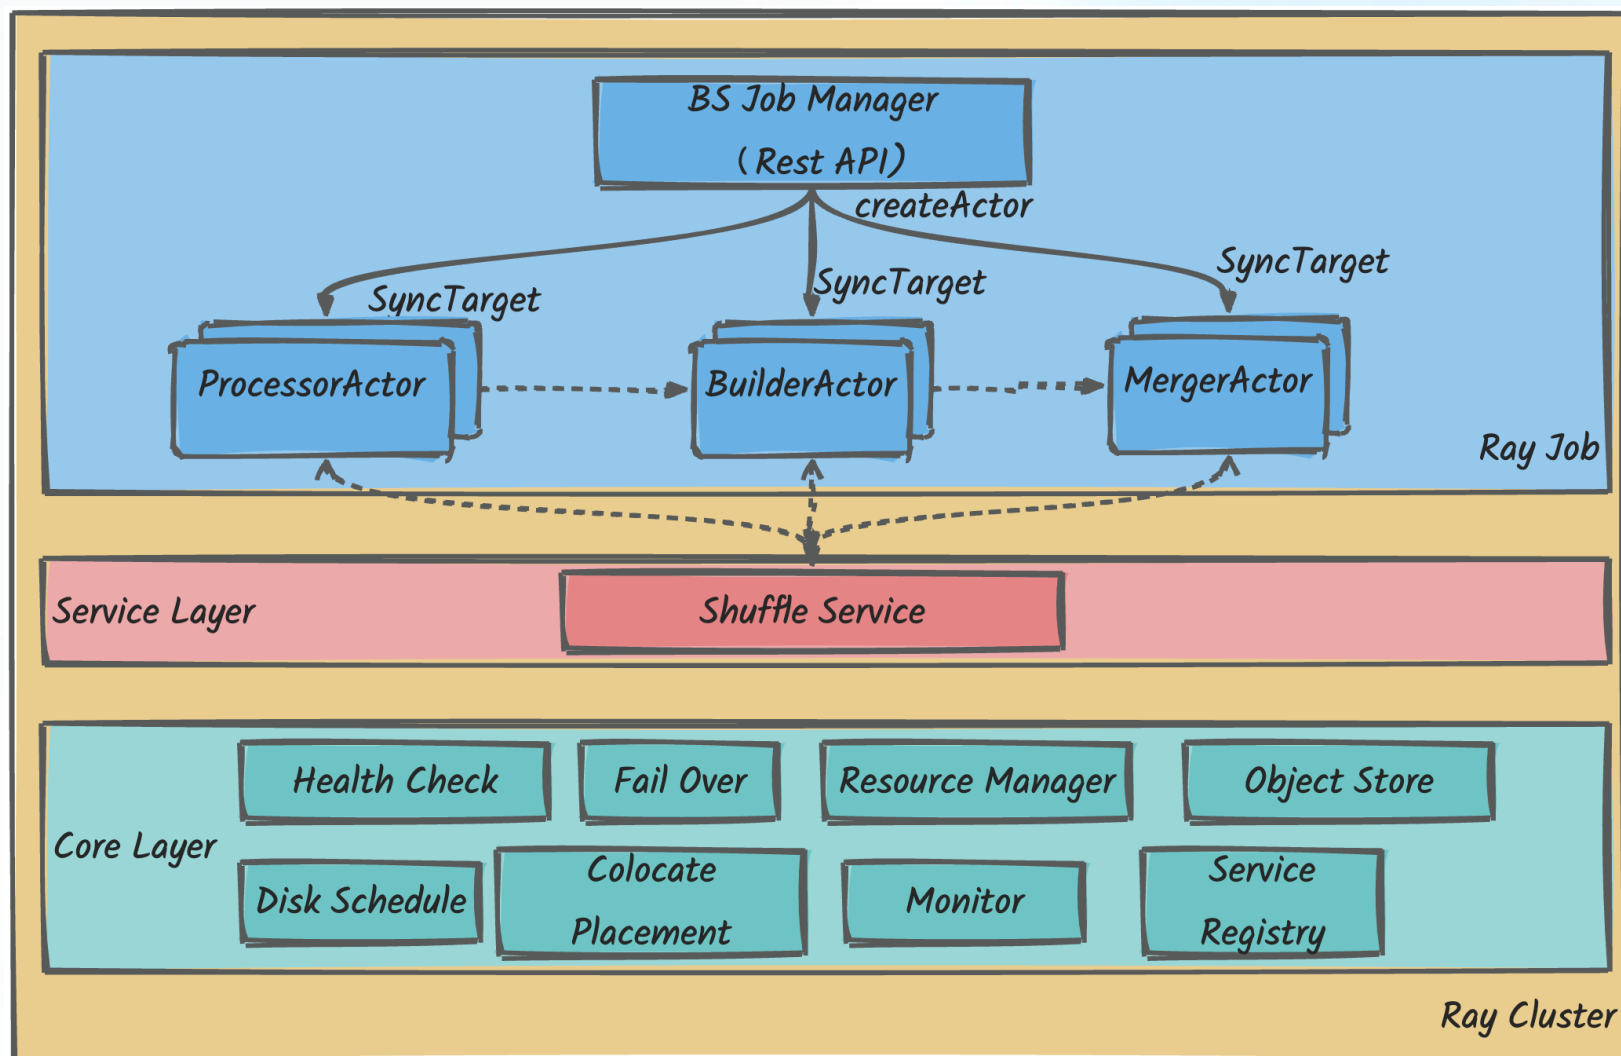 BS Job Manager
(Rest API)
createActor
SyncTarget
SyncTarget
SyncTarget
ProcessorActor
BuilderActor
MergerActor
Ray Job
Service Layer
Shuffle Service
Health Check
Fail Over
Resource Manager
Object Store
Core Layer
Disk Schedule
Colocate
Placement
Monitor
Service
Registry
Ray Cluster